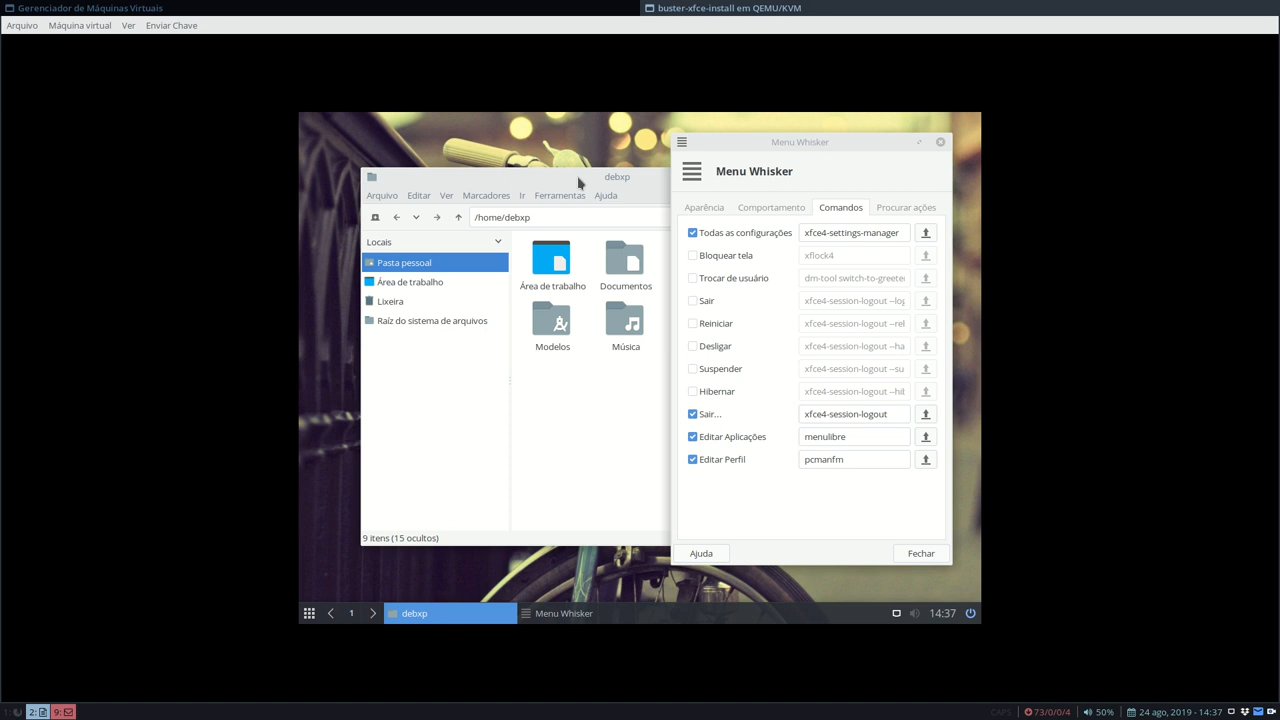 Gerenciador de Máquinas Virtuais
buster-xfce-install em QEMU/KVM
Arquivo Máquina virtual Ver Enviar Chave
debxp
Arquivo Editar Ver Marcadores Ir Ferramentas Ajuda
/home/debxp
Locais
Pasta pessoal
Área de trabalho
Lixeira
Raíz do sistema de arquivos
Área de trabalho Documentos
Modelos Música
9 itens (15 ocultos)
Menu Whisker
Menu Whisker
Aparência Comportamento Comandos Procurar ações
Todas as configurações xfce4-settings-manager
Bloquear tela xflock4
Trocar de usuário dm-tool switch-to-greeter
Sair xfce4-session-logout --log
Reiniciar xfce4-session-logout --rel
Desligar xfce4-session-logout --ha
Suspender xfce4-session-logout --su
Hibernar xfce4-session-logout --hil
Sair... xfce4-session-logout
Editar Aplicações menulibre
Editar Perfil pcmanfm
Ajuda Fechar
1 debxp Menu Whisker 14:37
1: 2: 9: CAPS 73/0/0/4 50% 24 ago, 2019 - 14:37